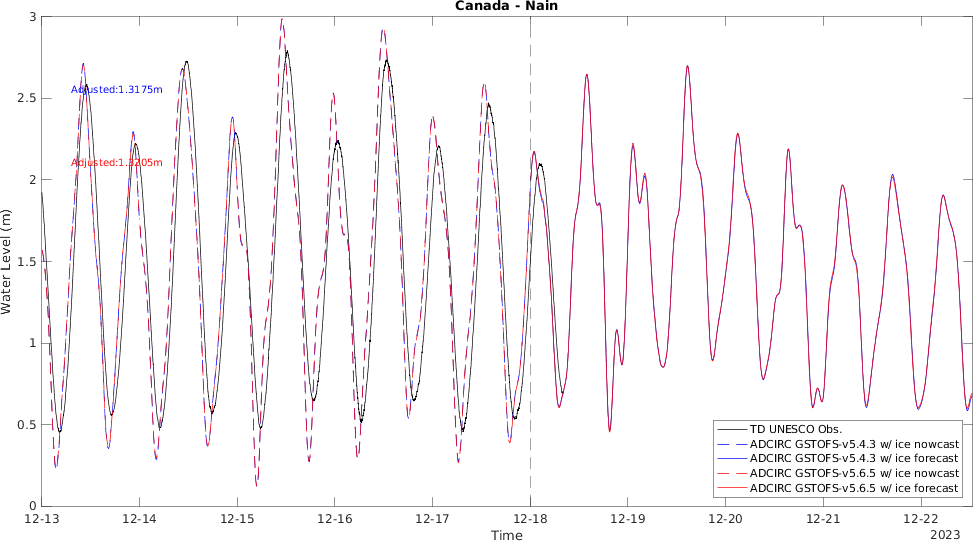 Canada - Nain
3
2.5
2
1.5
1
0.5
0
Water Level (m)
Adjusted:1.3175m
Adjusted:1.3205m
TD UNESCO Obs.
ADCIRC GSTOFS-v5.4.3 w/ ice nowcast
ADCIRC GSTOFS-v5.4.3 w/ ice forecast
ADCIRC GSTOFS-v5.6.5 w/ ice nowcast
ADCIRC GSTOFS-v5.6.5 w/ ice forecast
12-13 12-14 12-15 12-16 12-17 12-18 12-19 12-20 12-21 12-22
Time
2023